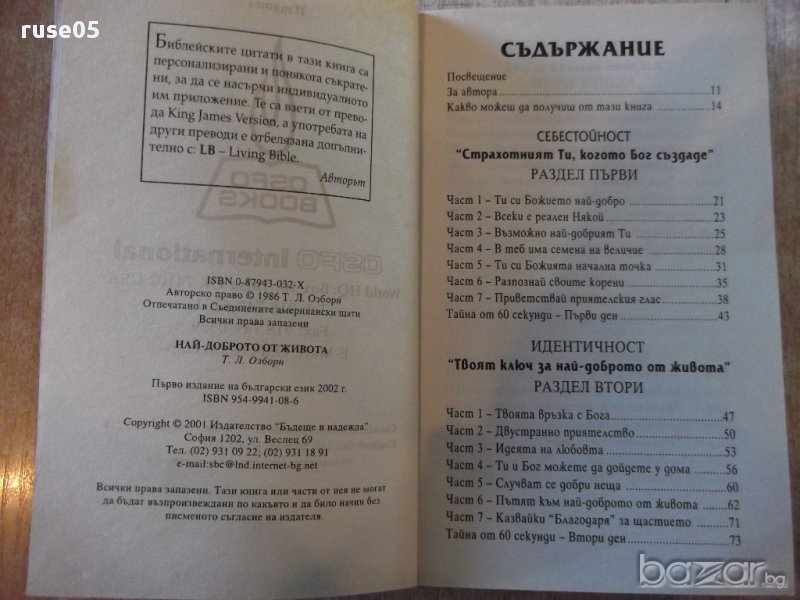 ruse05
Издател
Библейските цитати в тази книга са
персонализирани и понякога съкрате-
ни, за да се насърчи индивидуалното
им приложение. Те са взети от прево-
да King James Version, а употребата на
други преводи е отбелязана допълни-
телно с: LB – Living Bible.
Авторът
OSFO
BOOKS
OSFO International
World HQ:
ISBN 0-87943-032-X
Авторско право © 1986 Т. Л. Озборн
Отпечатано в Съединените американски щати
Всички права запазени
НАЙ-ДОБРОТО ОТ ЖИВОТА
Т. Л. Озборн
Първо издание на български език 2002 г.
ISBN 954-9941-08-6
Copyright © 2001 Издателство "Бъдеще и надежда"
София 1202, ул. Веслец 69
Тел. (02) 931 09 22; (02) 931 18 91
e-mail:sbc@lnd.internet-bg.net
Всички права запазени. Тази книга или части от нея не могат
да бъдат възпроизвеждани по какъвто и да било начин без
писменото съгласие на издателя.
СЪДЪРЖАНИЕ
Посвещение
За автора 11
Какво можеш да получиш от тази книга 14
СЕБЕСТОЙНОСТ
"Страхотният Ти, когото Бог създаде"
РАЗДЕЛ ПЪРВИ
Част 1 – Ти си Божието най-добро 21
Част 2 – Всеки е реален Някой 23
Част 3 – Възможно най-добрият Ти 25
Част 4 – В теб има семена на величие 28
Част 5 – Ти си Божията начална точка 31
Част 6 – Разпознай своите корени 35
Част 7 – Приветствай приятелския глас 38
Тайна от 60 секунди – Първи ден 43
ИДЕНТИЧНОСТ
"Твоят ключ за най-доброто от живота"
РАЗДЕЛ ВТОРИ
Част 1 – Твоята връзка с Бога 47
Част 2 – Двустранно приятелство 50
Част 3 – Идеята на любовта 53
Част 4 – Ти и Бог можете да дойдете у дома 56
Част 5 – Случват се добри неща 60
Част 6 – Пътят към най-доброто от живота 62
Част 7 – Казвайки "Благодаря" за щастието 71
Тайна от 60 секунди – Втори ден 73
bazar.bg